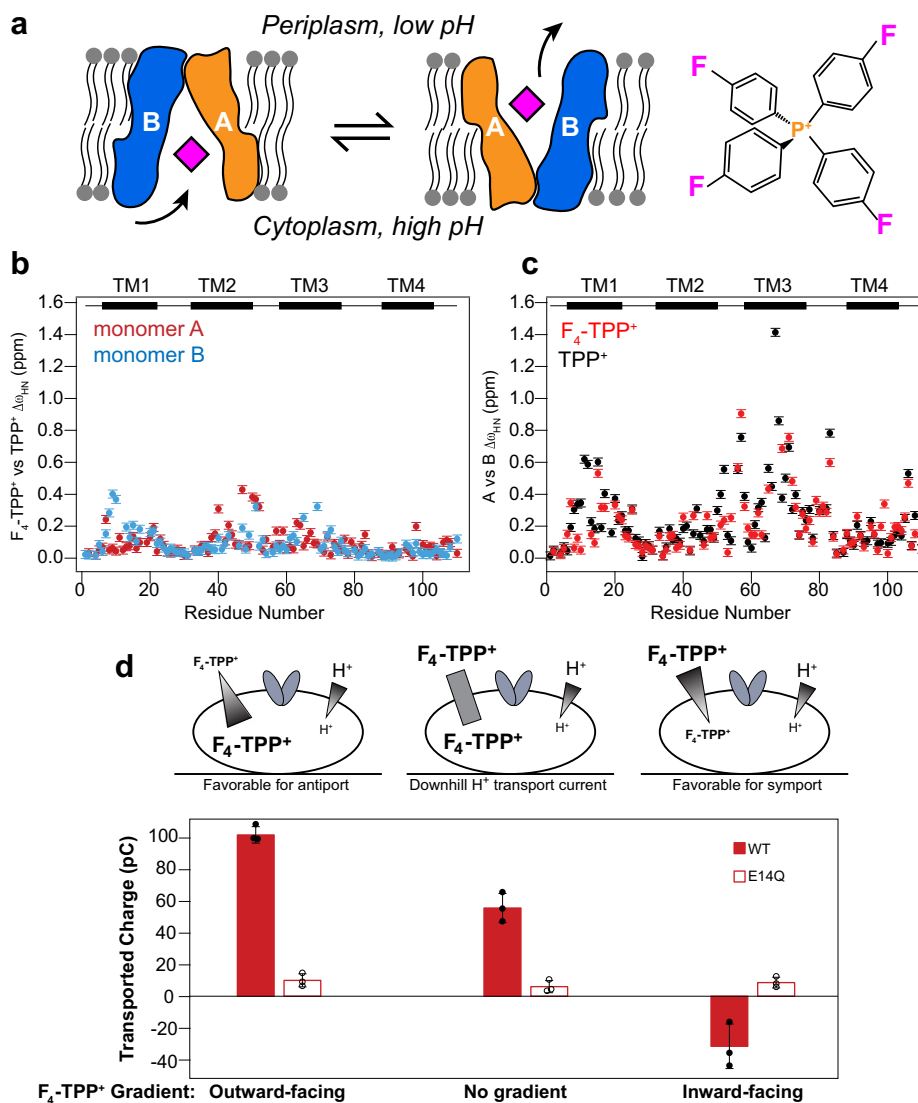 a
Periplasm, low pH
B
A
A
B
Cytoplasm, high pH
F
F
P+
F
F
b
TM1 TM2 TM3 TM4
1.6
1.4
1.2
1.0
0.8
0.6
0.4
0.2
0.0
monomer A
monomer B
F4-TPP+ vs TPP+ Δω HN (ppm)
0 20 40 60 80 100
Residue Number
c
TM1 TM2 TM3 TM4
1.6
1.4
1.2
1.0
0.8
0.6
0.4
0.2
0.0
F4-TPP+
TPP+
A vs B Δω HN (ppm)
0 20 40 60 80 100
Residue Number
d
F4-TPP+
H+
F4-TPP+
H+
Favorable for antiport
F4-TPP+
H+
F4-TPP+
H+
Downhill H+ transport current
F4-TPP+
H+
F4-TPP+
H+
Favorable for symport
Transported Charge (pC)
100
80
60
40
20
0
-20
-40
WT
E14Q
F4-TPP+ Gradient: Outward-facing No gradient Inward-facing